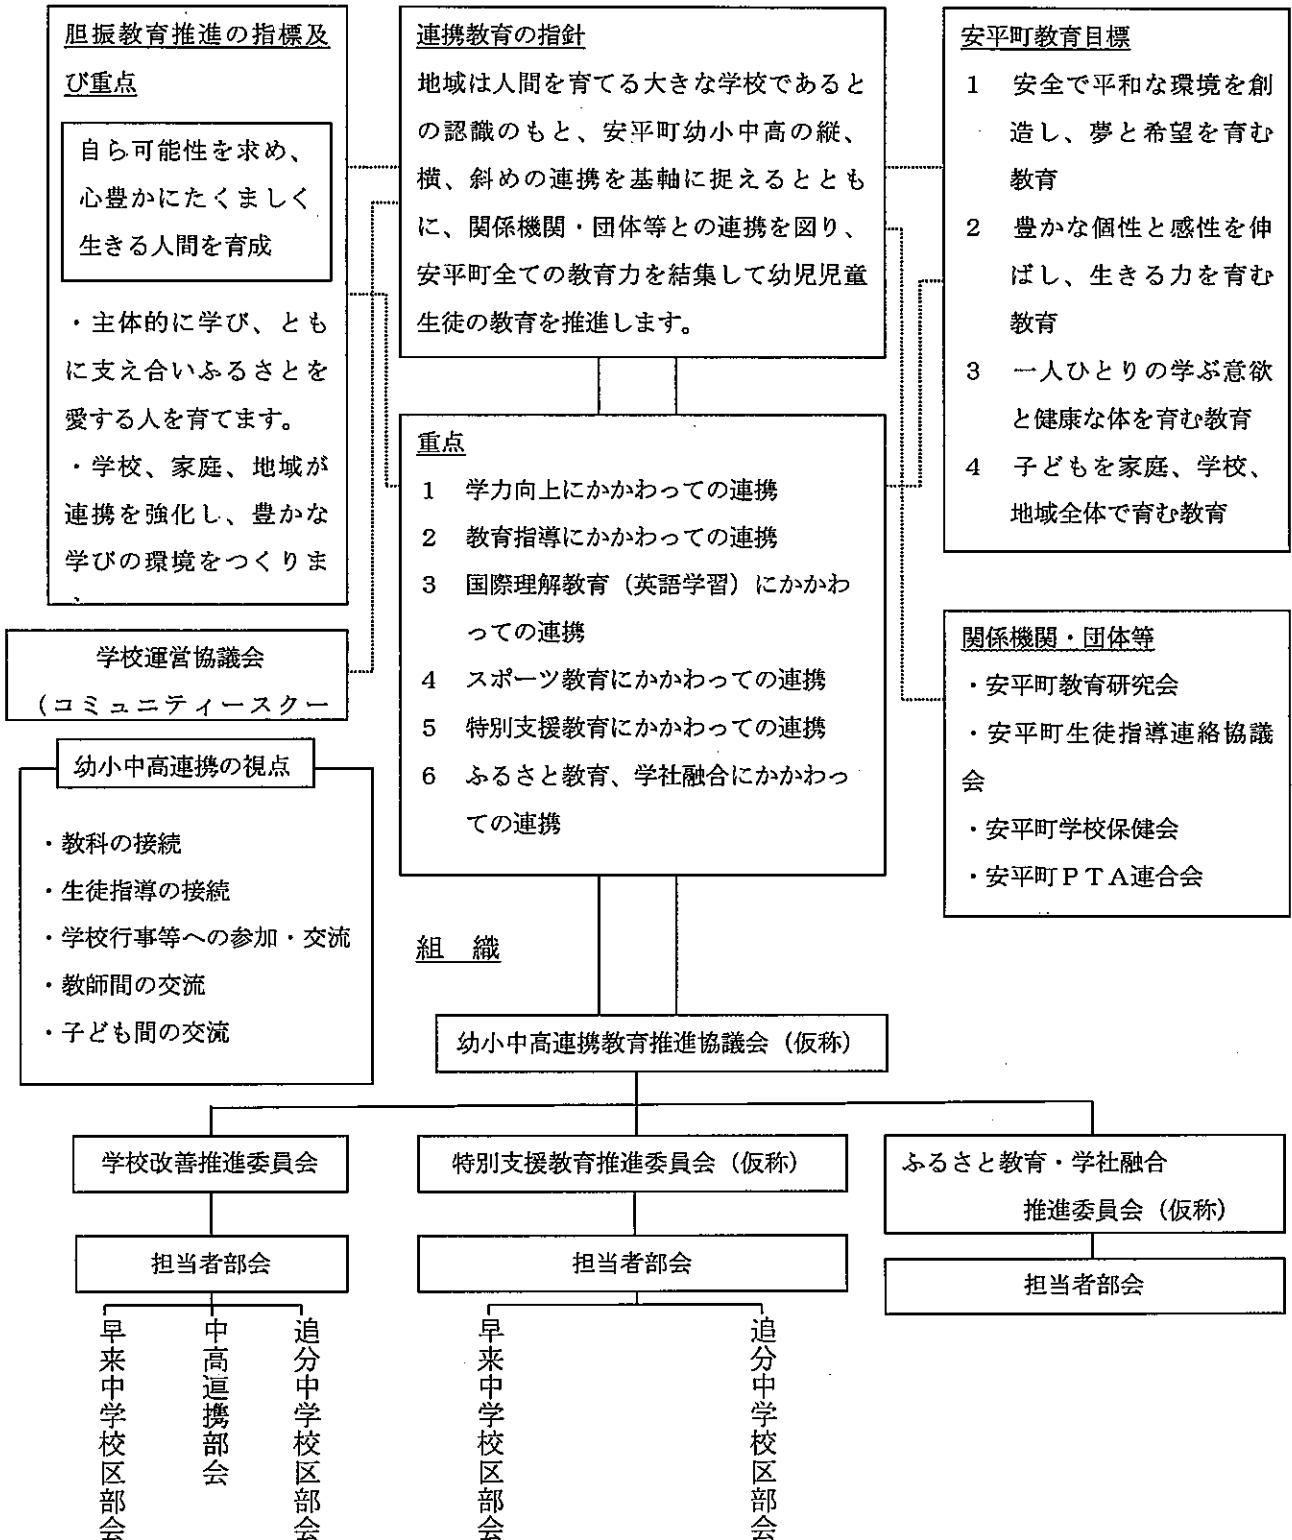 胆振教育推進の指標及
び重点
自ら可能性を求め、
心豊かにたくましく
生きる人間を育成
・主体的に学び、とも
に支え合いふるさとを
愛する人を育てます。
・学校、家庭、地域が
連携を強化し、豊かな
学びの環境をつくりま
学校運営協議会
(コミュニティースクー
幼小中高連携の視点
・教科の接続
・生徒指導の接続
・学校行事等への参加・交流
・教師間の交流
・子ども間の交流
連携教育の指針
地域は人間を育てる大きな学校であると
の認識のもと、安平町幼小中高の縦、
横、斜めの連携を基軸に捉えるととも
に、関係機関・団体等との連携を図り、
安平町全ての教育力を結集して幼児児童
生徒の教育を推進します。
重点
1 学力向上にかかわっての連携
2 教育指導にかかわっての連携
3 国際理解教育（英語学習）にかかわ
っての連携
4 スポーツ教育にかかわっての連携
5 特別支援教育にかかわっての連携
6 ふるさと教育、学社融合にかかわっ
ての連携
安平町教育目標
1 安全で平和な環境を創
造し、夢と希望を育む
教育
2 豊かな個性と感性を伸
ばし、生きる力を育む
教育
3 一人ひとりの学ぶ意欲
と健康な体を育む教育
4 子どもを家庭、学校、
地域全体で育む教育
関係機関・団体等
・安平町教育研究会
・安平町生徒指導連絡協議
会
・安平町学校保健会
・安平町ＰＴＡ連合会
組　織
幼小中高連携教育推進協議会（仮称）
学校改善推進委員会
担当者部会
早来中学校区部会
中高連携部会
追分中学校区部会
特別支援教育推進委員会（仮称）
担当者部会
早来中学校区部会
追分中学校区部会
ふるさと教育・学社融合
推進委員会（仮称）
担当者部会